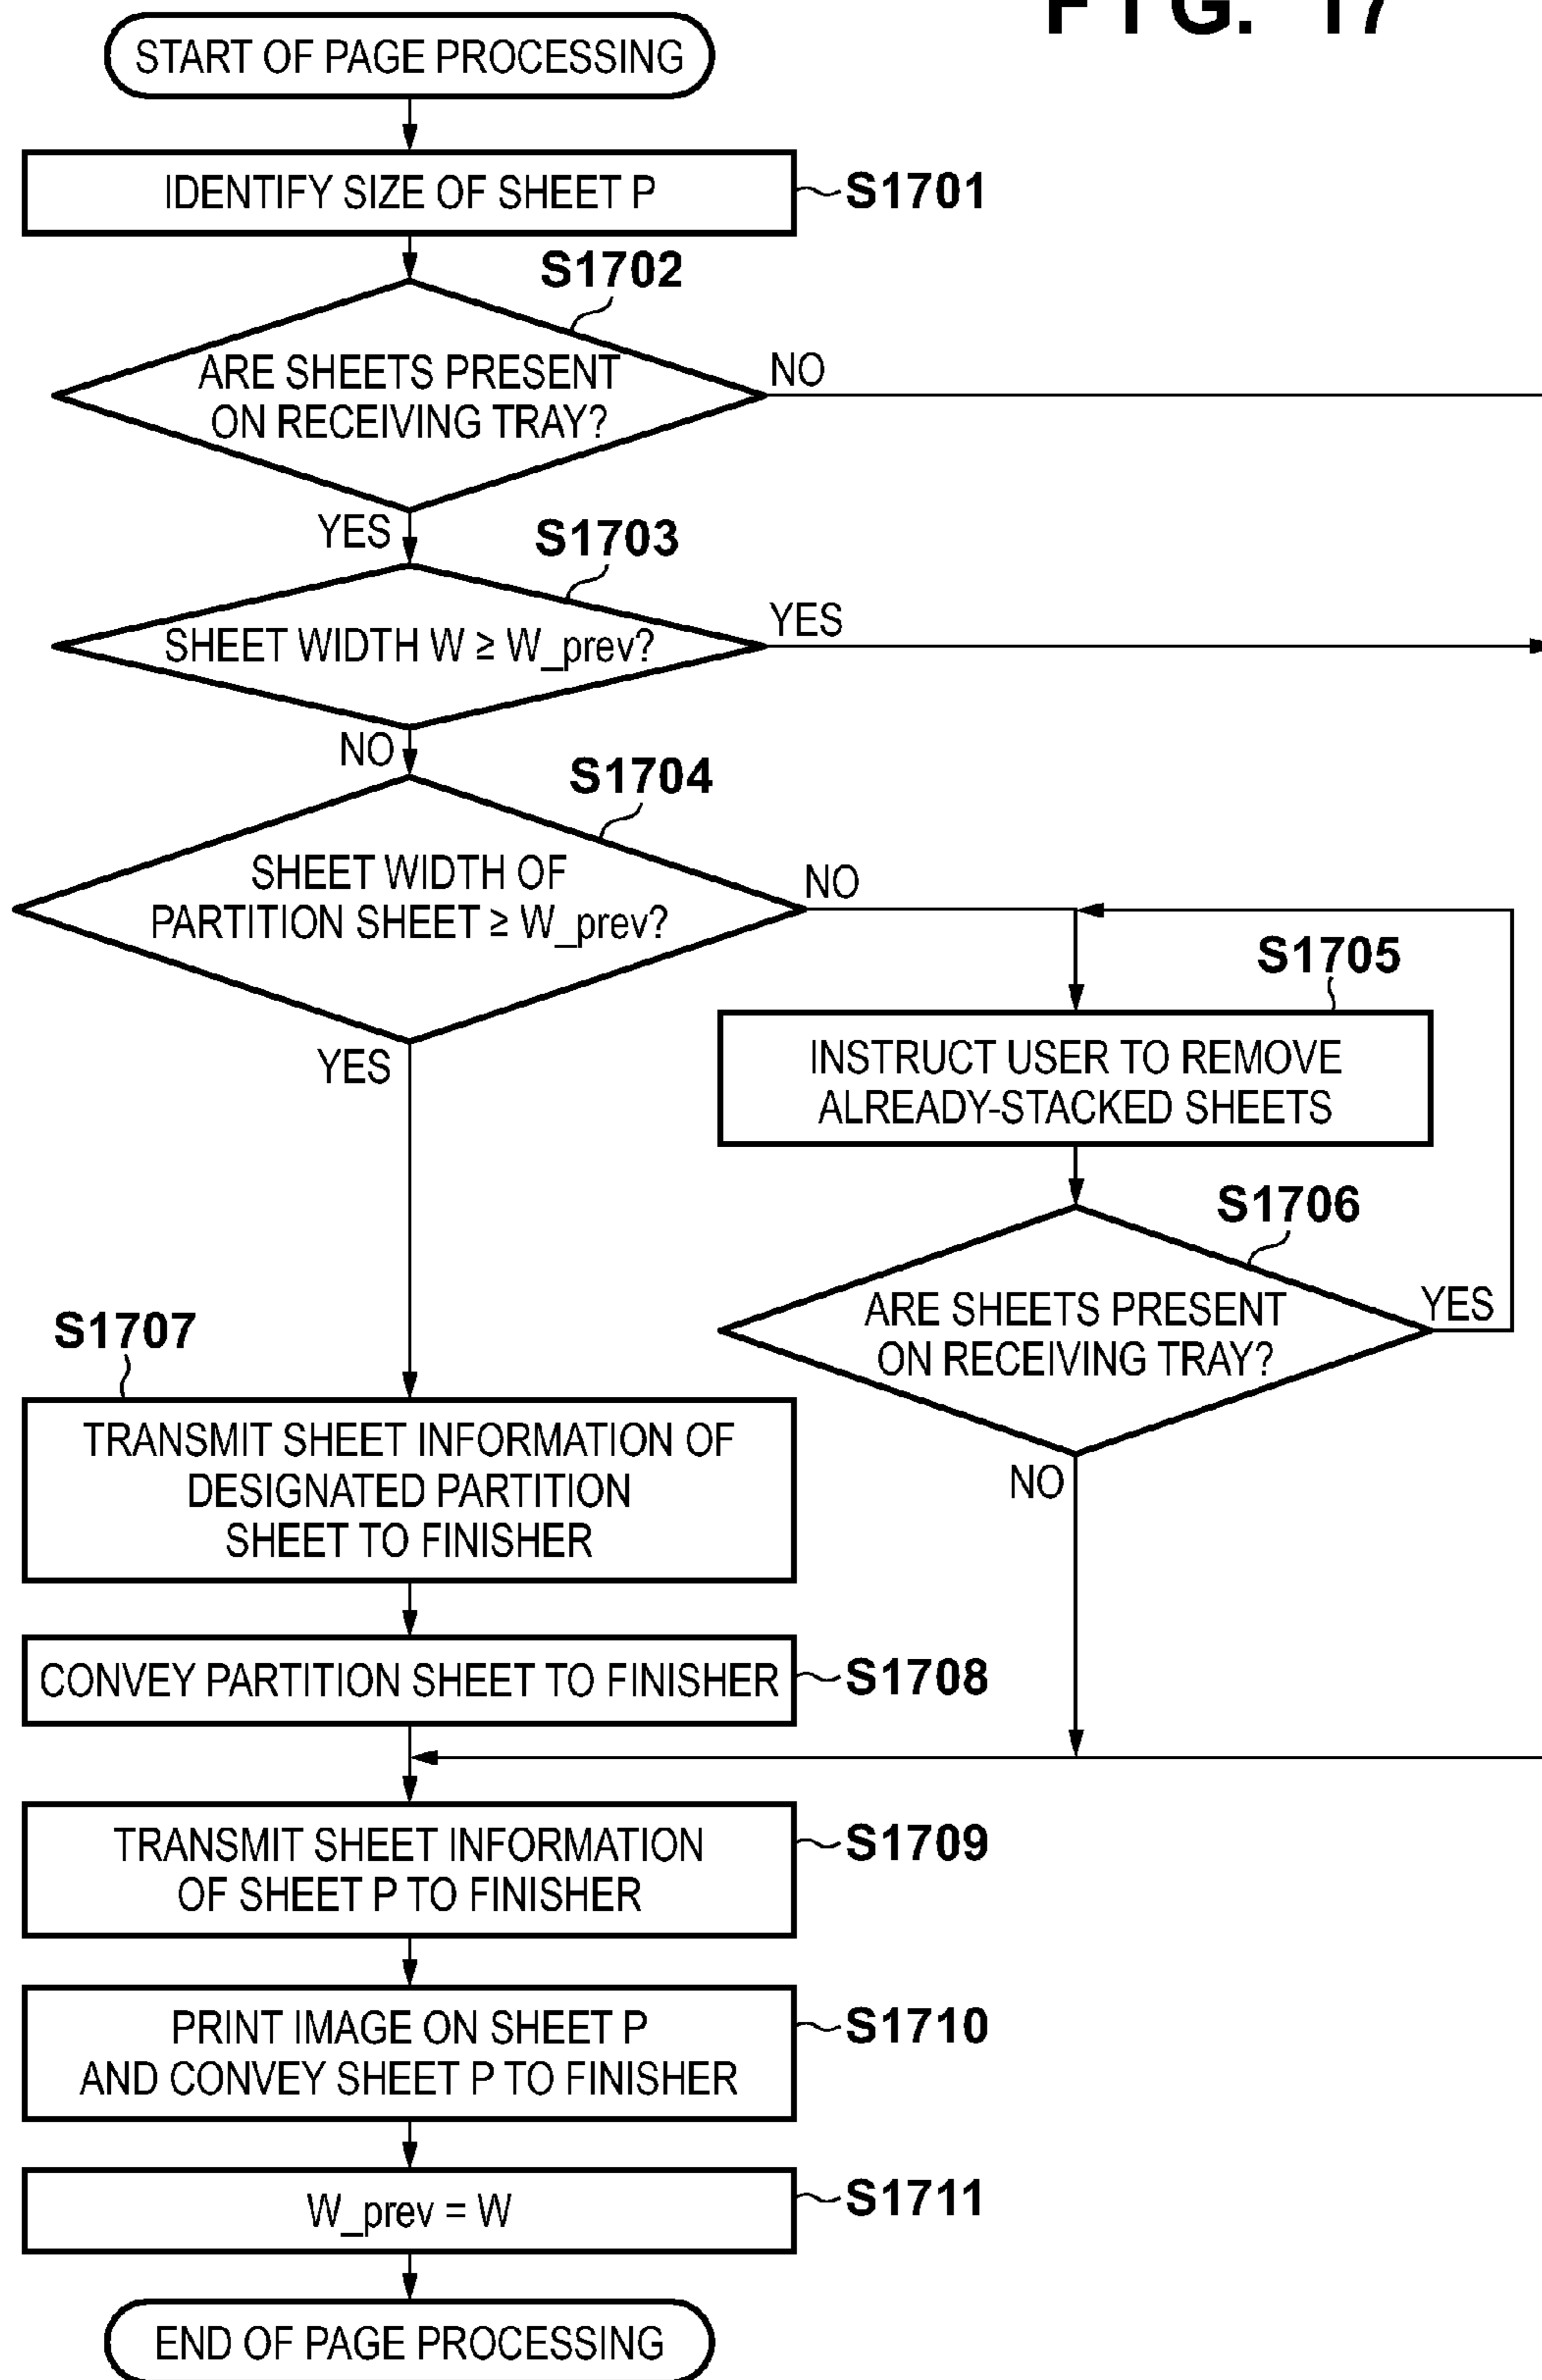 FIG. 17
START OF PAGE PROCESSING
IDENTIFY SIZE OF SHEET P
S1701
S1702
ARE SHEETS PRESENT
ON RECEIVING TRAY?
NO
YES
S1703
SHEET WIDTH W ≥ W_prev?
YES
NO
S1704
SHEET WIDTH OF
PARTITION SHEET ≥ W_prev?
NO
YES
S1705
INSTRUCT USER TO REMOVE
ALREADY-STACKED SHEETS
S1706
ARE SHEETS PRESENT
ON RECEIVING TRAY?
YES
NO
S1707
TRANSMIT SHEET INFORMATION OF
DESIGNATED PARTITION
SHEET TO FINISHER
CONVEY PARTITION SHEET TO FINISHER
S1708
TRANSMIT SHEET INFORMATION
OF SHEET P TO FINISHER
S1709
PRINT IMAGE ON SHEET P
AND CONVEY SHEET P TO FINISHER
S1710
W_prev = W
S1711
END OF PAGE PROCESSING